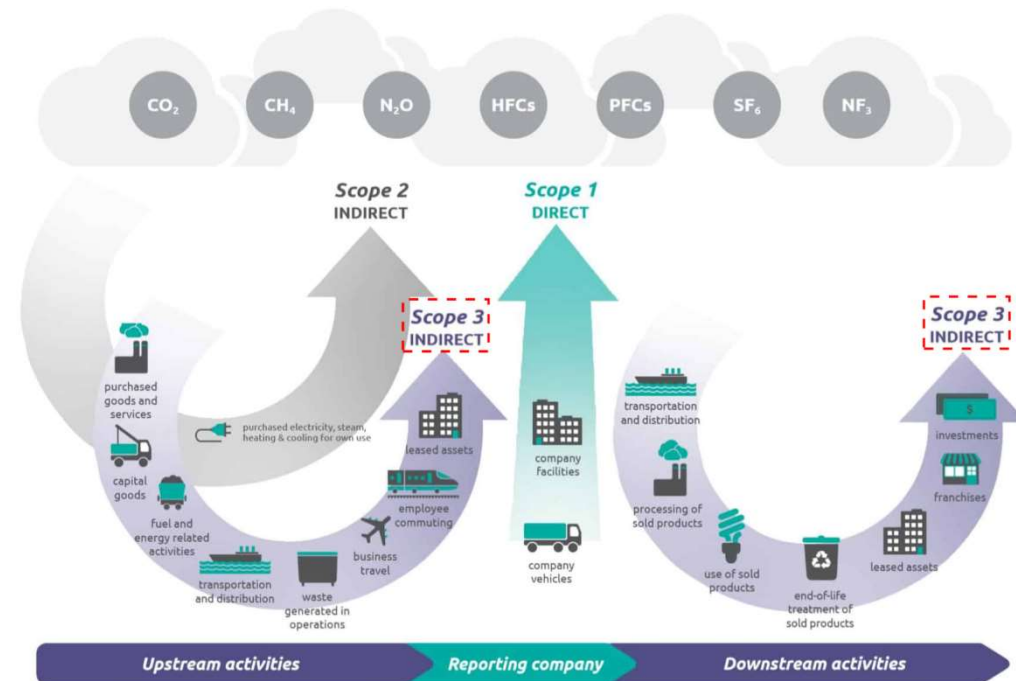 CO₂
CH₄
N₂O
HFCs
PFCs
SF₆
NF₃
Scope 2
INDIRECT
Scope 1
DIRECT
Scope 3
INDIRECT
Scope 3
INDIRECT
purchased
goods and
services
capital
goods
fuel and
energy related
activities
purchased electricity, steam,
heating & cooling for own use
transportation
and distribution
waste
generated in
operations
business
travel
employee
commuting
leased assets
company
facilities
company
vehicles
transportation
and distribution
processing of
sold products
use of sold
products
end-of-life
treatment of
sold products
leased assets
franchises
investments
$
Upstream activities
Reporting company
Downstream activities